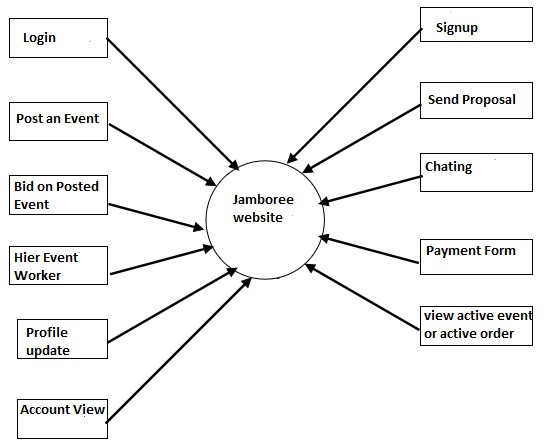 Login
Signup
Post an Event
Send Proposal
Bid on Posted
Event
Chating
Jamboree
website
Hier Event
Worker
Payment Form
Profile
update
view active event
or active order
Account View